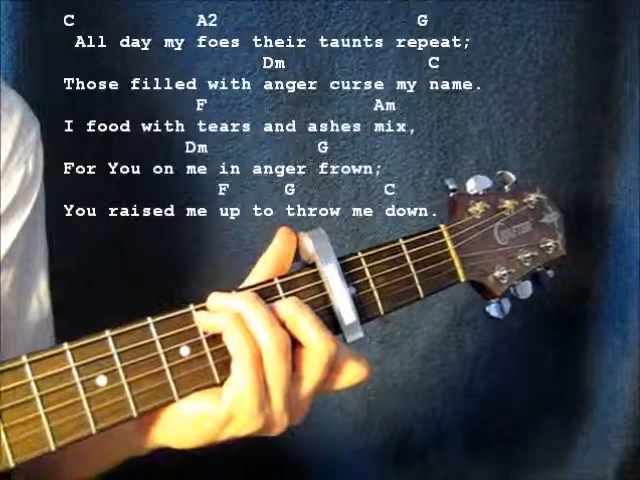 C A2 G
All day my foes their taunts repeat;
Dm C
Those filled with anger curse my name.
F Am
I food with tears and ashes mix,
Dm G
For You on me in anger frown;
F G C
You raised me up to throw me down.
CRAFTER